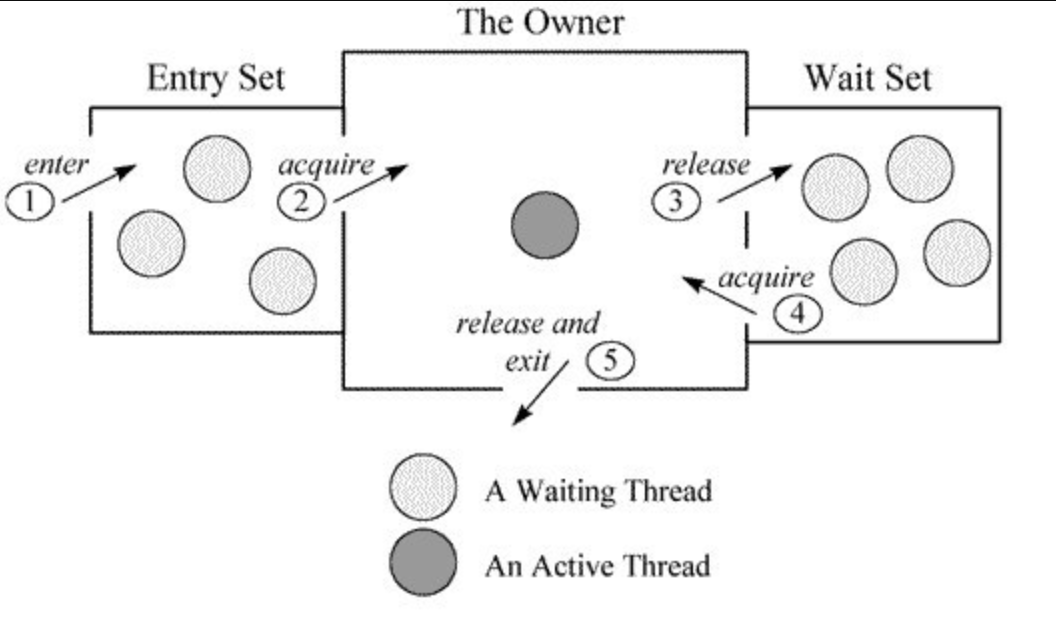 The Owner
Entry Set
Wait Set
enter
1
acquire
2
release
3
acquire
4
release and
exit
5
A Waiting Thread
An Active Thread